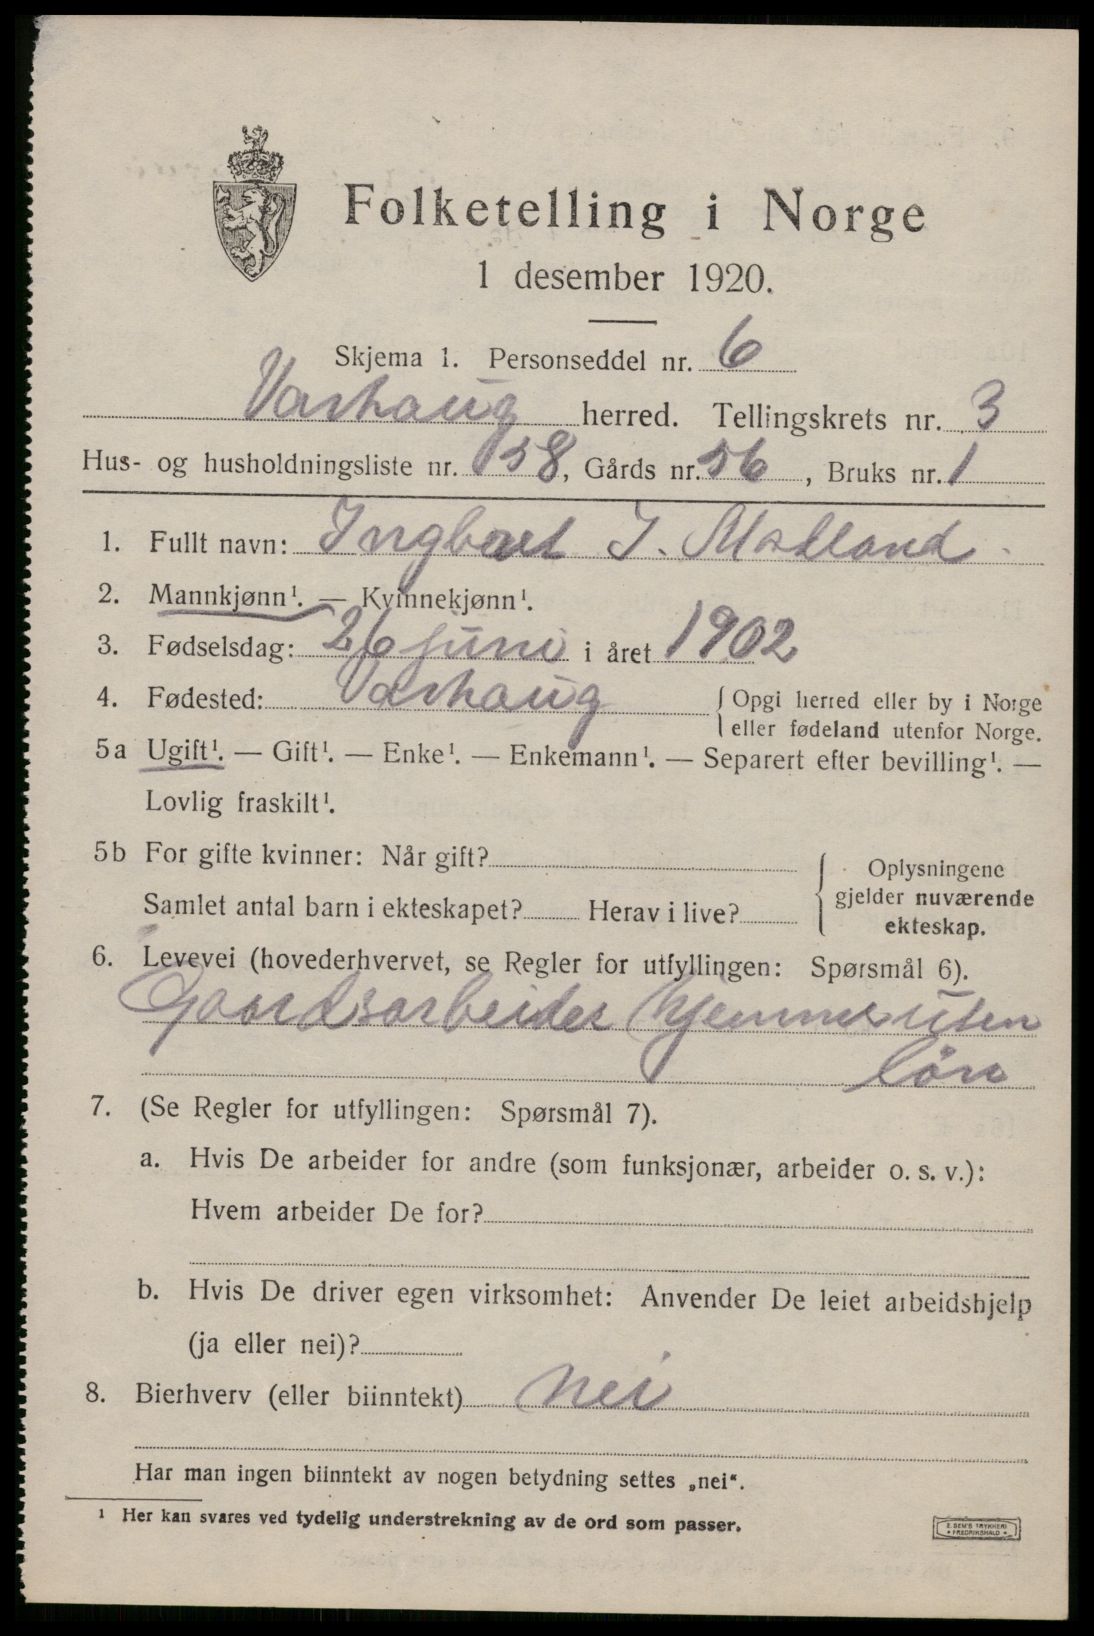 Folketelling i Norge
1 desember 1920.
Skjema 1. Personseddel nr. 6
Varhaug herred. Tellingskrets nr. 3
Hus- og husholdningsliste nr. 58, Gårds nr. 56, Bruks nr. 1
1. Fullt navn: Ingbret I. Motland
2. Mannkjønn¹. — Kvinnekjønn¹.
3. Fødselsdag: 26 juni i året 1902
4. Fødested: Varhaug { Opgi herred eller by i Norge
eller fødeland utenfor Norge.
5a Ugift¹. — Gift¹. — Enke¹. — Enkemann¹. — Separert efter bevilling¹. —
Lovlig fraskilt¹.
5b For gifte kvinner: Når gift?
Samlet antal barn i ekteskapet? Herav i live?
{ Oplysningene
gjelder nuværende
ekteskap.
6. Levevei (hovederhvervet, se Regler for utfyllingen: Spørsmål 6).
Gaardsarbeider hjemme uten
lön
7. (Se Regler for utfyllingen: Spørsmål 7).
a. Hvis De arbeider for andre (som funksjonær, arbeider o. s. v.):
Hvem arbeider De for?
b. Hvis De driver egen virksomhet: Anvender De leiet arbeidshjelp
(ja eller nei)?
8. Bierhverv (eller biinntekt) Nei
Har man ingen biinntekt av nogen betydning settes „nei“.
¹ Her kan svares ved tydelig understrekning av de ord som passer.
E. SEM'S TRYKKERI
FREDRIKSHALD